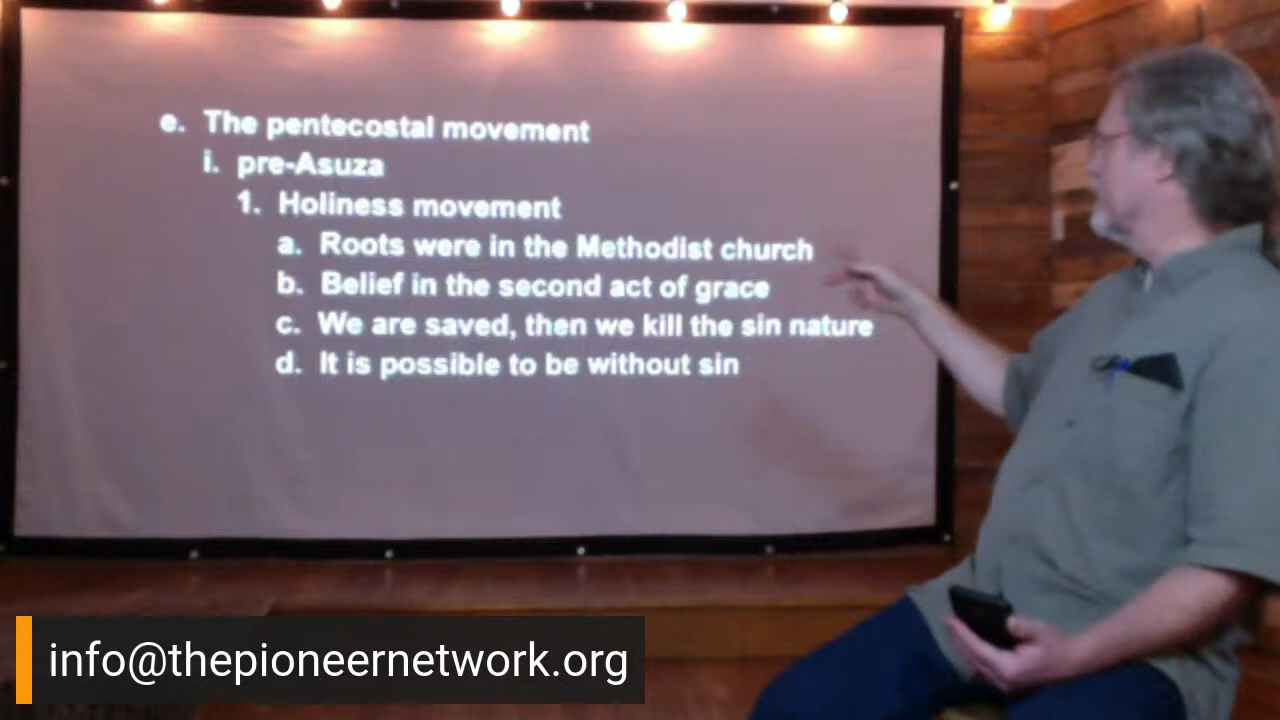 e. The pentecostal movement
i. pre-Asuza
1. Holiness movement
a. Roots were in the Methodist church
b. Belief in the second act of grace
c. We are saved, then we kill the sin nature
d. It is possible to be without sin
info@thepioneernetwork.org